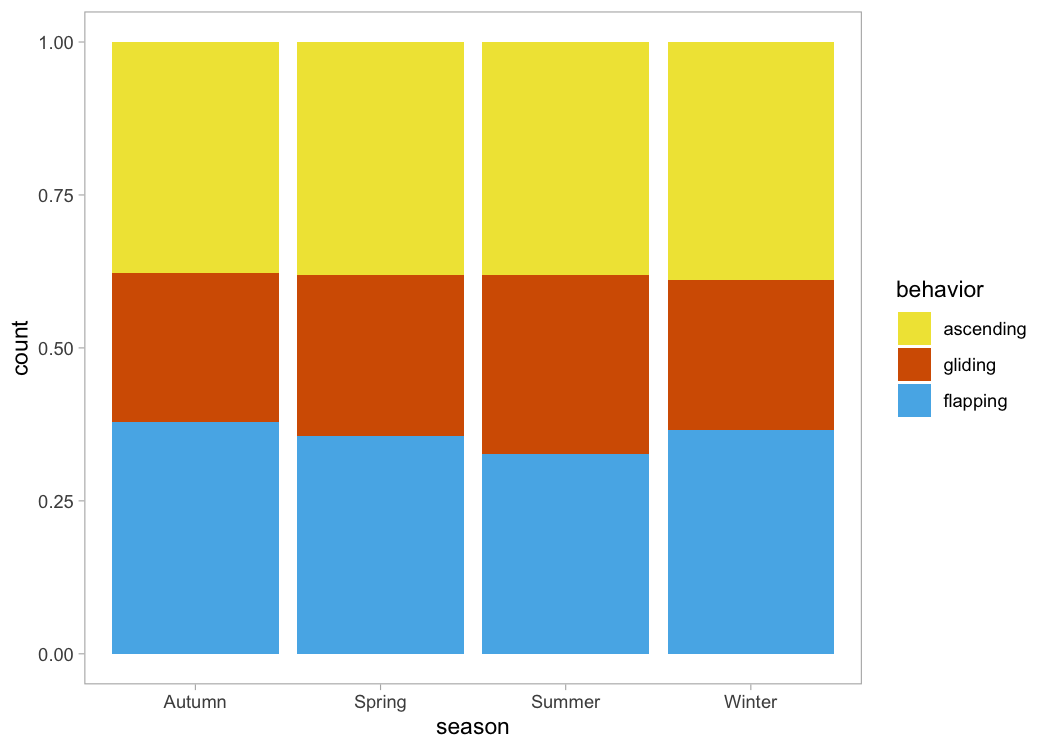 count
1.00
0.75
0.50
0.25
0.00
Autumn Spring Summer Winter
season
behavior
ascending
gliding
flapping